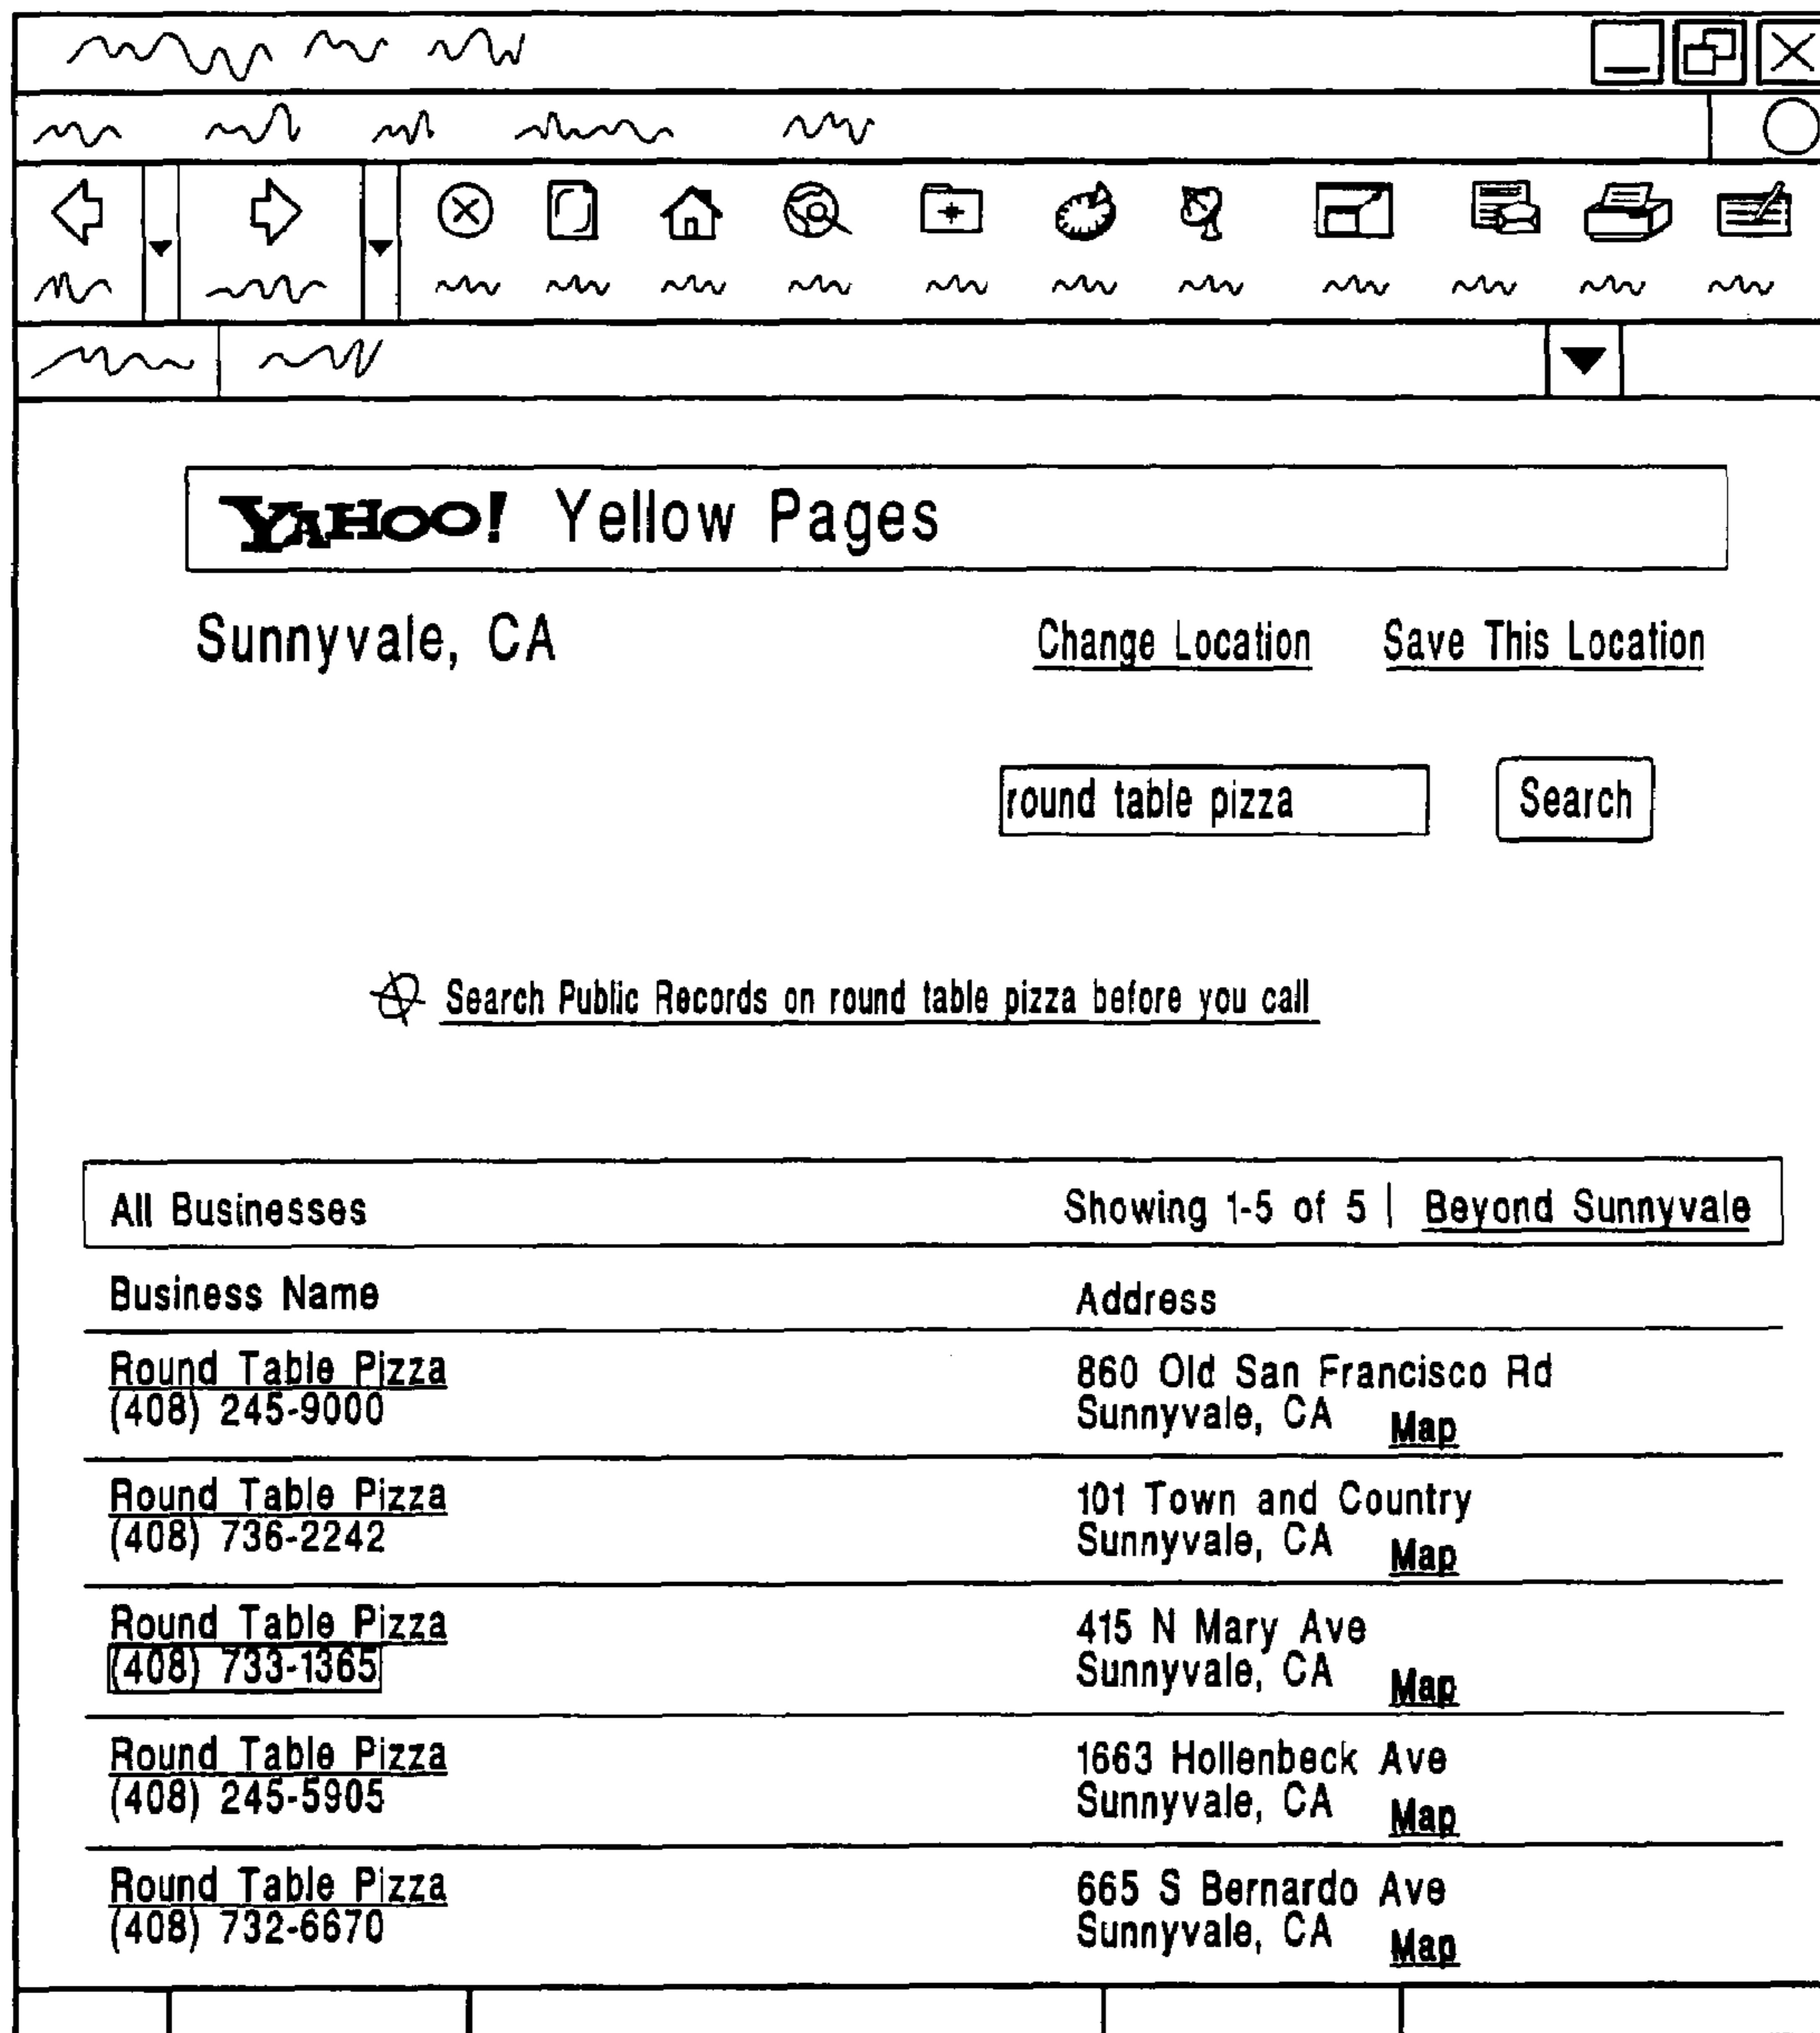 YAHOO! Yellow Pages
Sunnyvale, CA
Change Location Save This Location
round table pizza Search
Search Public Records on round table pizza before you call
All Businesses Showing 1-5 of 5 | Beyond Sunnyvale
Business Name Address
Round Table Pizza 860 Old San Francisco Rd
(408) 245-9000 Sunnyvale, CA Map
Round Table Pizza 101 Town and Country
(408) 736-2242 Sunnyvale, CA Map
Round Table Pizza 415 N Mary Ave
(408) 733-1365 Sunnyvale, CA Map
Round Table Pizza 1663 Hollenbeck Ave
(408) 245-5905 Sunnyvale, CA Map
Round Table Pizza 665 S Bernardo Ave
(408) 732-6670 Sunnyvale, CA Map